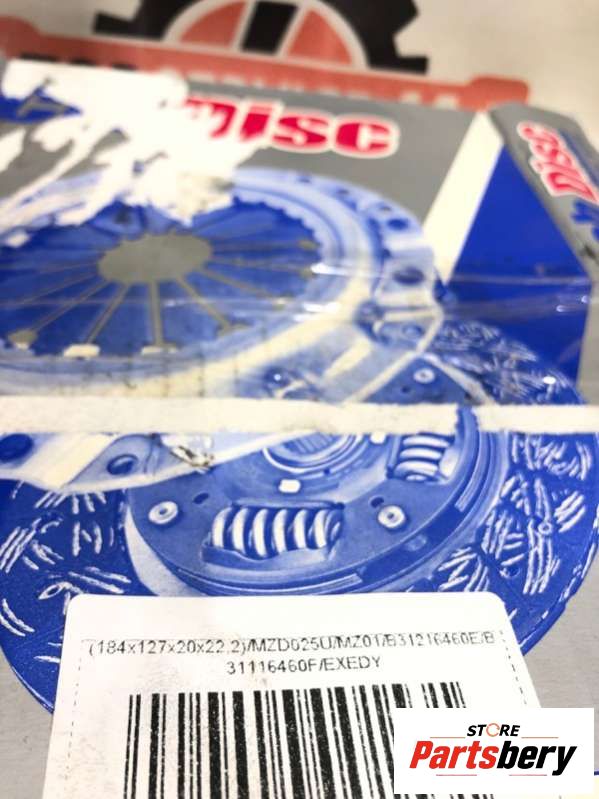 Disc
Disc
(184x127x20x22,2)/MZD025U/MZ01/B31216460E/B
31116460F/EXEDY
STORE
Partsbery